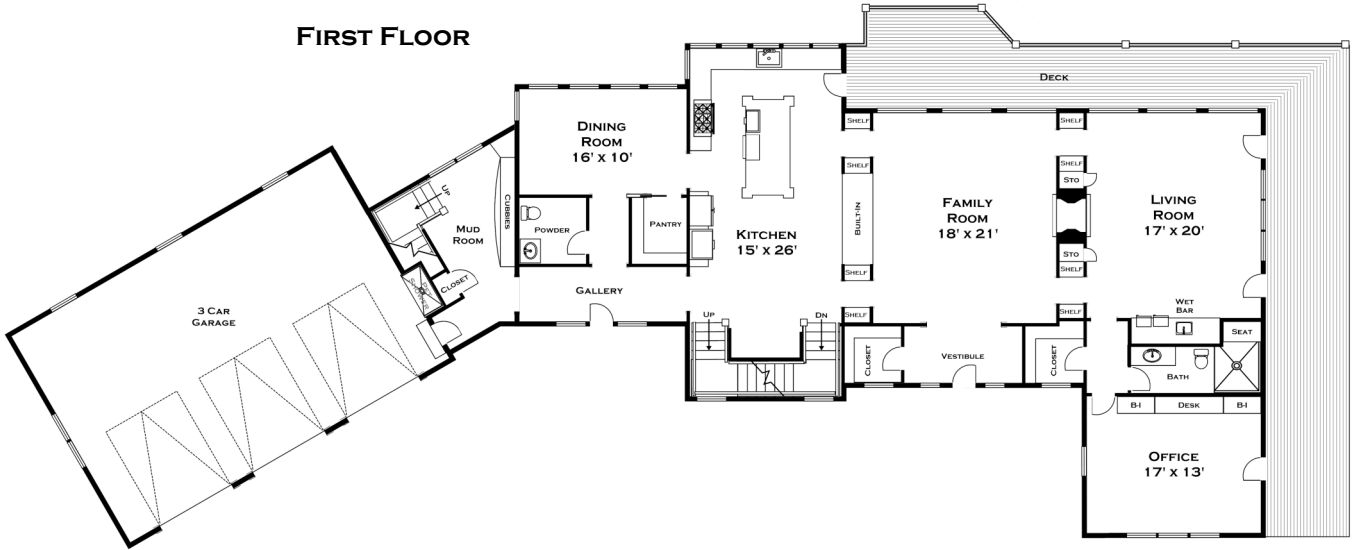 FIRST FLOOR
DECK
DINING
ROOM
16' x 10'
SHELF
SHELF
SHELF
SHELF
STO
UP
CUBBIES
MUD
ROOM
POWDER
PANTRY
KITCHEN
15' x 26'
BUILT-IN
FAMILY
ROOM
18' x 21'
LIVING
ROOM
17' x 20'
STO
SHELF
SHELF
CLOSET
PET
SHOWER
GALLERY
3 CAR
GARAGE
UP
DN
SHELF
SHELF
WET
BAR
SEAT
CLOSET
VESTIBULE
CLOSET
BATH
B-I
DESK
B-I
OFFICE
17' x 13'